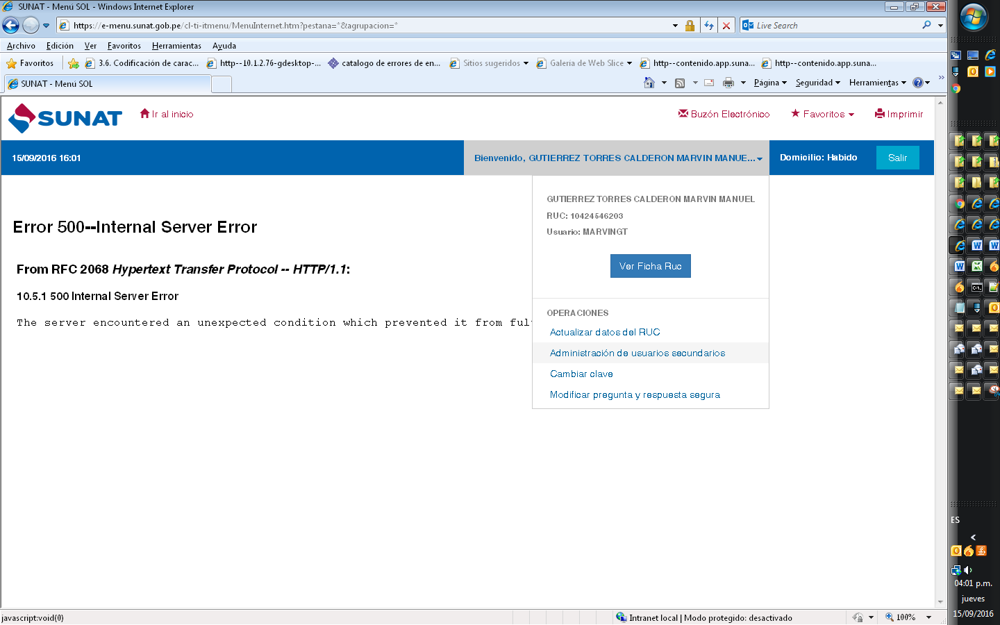 SUNAT - Menú SOL - Windows Internet Explorer
https://e-menu.sunat.gob.pe/cl-ti-itmenu/MenuInternet.htm?pestana=*&agrupacion=*
Live Search
Archivo Edición Ver Favoritos Herramientas Ayuda
Favoritos 3.6. Codificación de carac... http--10.1.2.76-gdesktop-... catalogo de errores de en... Sitios sugeridos Galería de Web Slice http--contenido.app.suna... http--contenido.app.suna...
SUNAT - Menú SOL Página Seguridad Herramientas
SUNAT Ir al inicio Buzón Electrónico Favoritos Imprimir
15/09/2016 16:01 Bienvenido, GUTIERREZ TORRES CALDERON MARVIN MANUE... Domicilio: Habido Salir
GUTIERREZ TORRES CALDERON MARVIN MANUEL
RUC: 10424546203
Usuario: MARVINGT
Ver Ficha Ruc
OPERACIONES
Actualizar datos del RUC
Administración de usuarios secundarios
Cambiar clave
Modificar pregunta y respuesta segura
Error 500--Internal Server Error
From RFC 2068 Hypertext Transfer Protocol -- HTTP/1.1:
10.5.1 500 Internal Server Error
The server encountered an unexpected condition which prevented it from
ES
04:01 p.m.
jueves
15/09/2016
javascript:void(0) Intranet local | Modo protegido: desactivado 100%